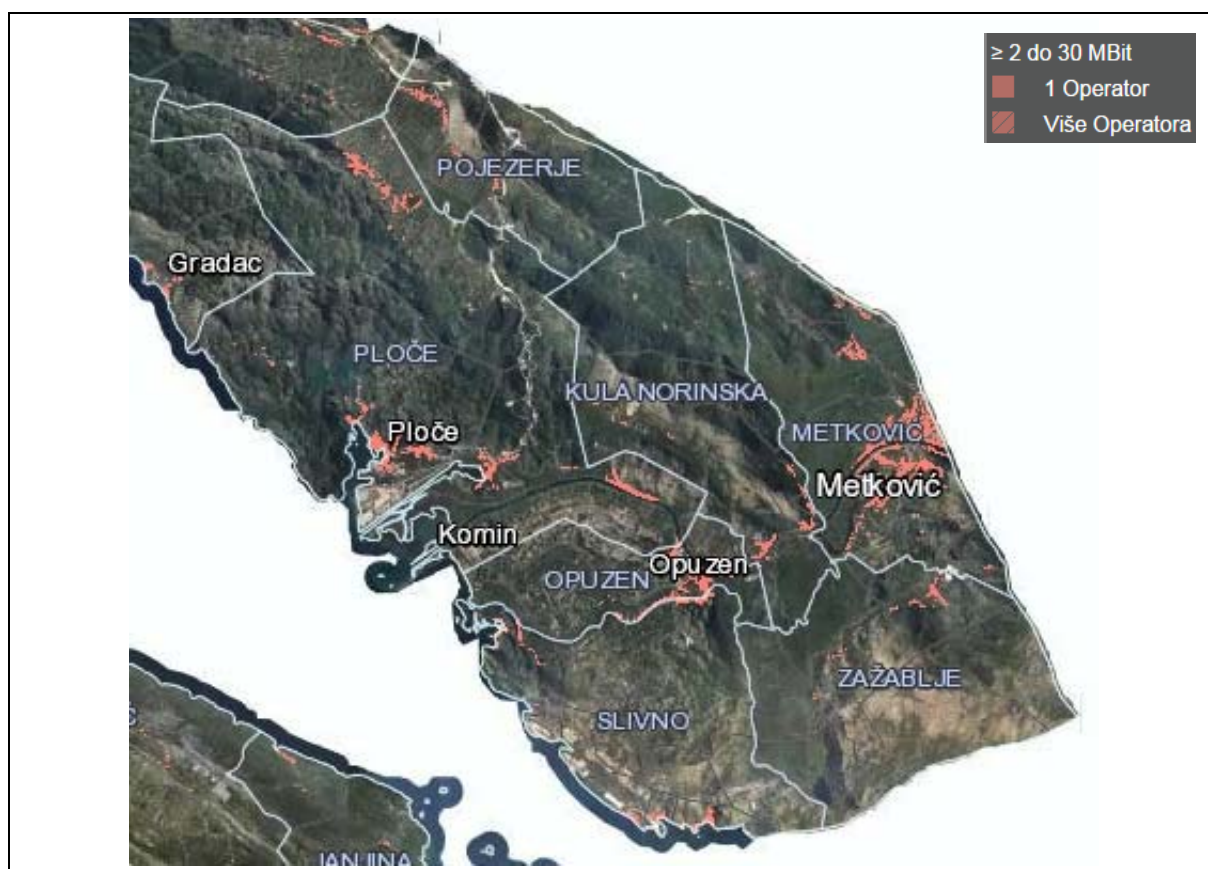 ≥ 2 do 30 MBit
1 Operator
Više Operatora
POJEZERJE
Gradac
PLOČE
KULA NORINSKA
Ploče
METKOVIĆ
Metković
Komin
OPUZEN
Opuzen
ZAŽABLJE
SLIVNO
JANJINA